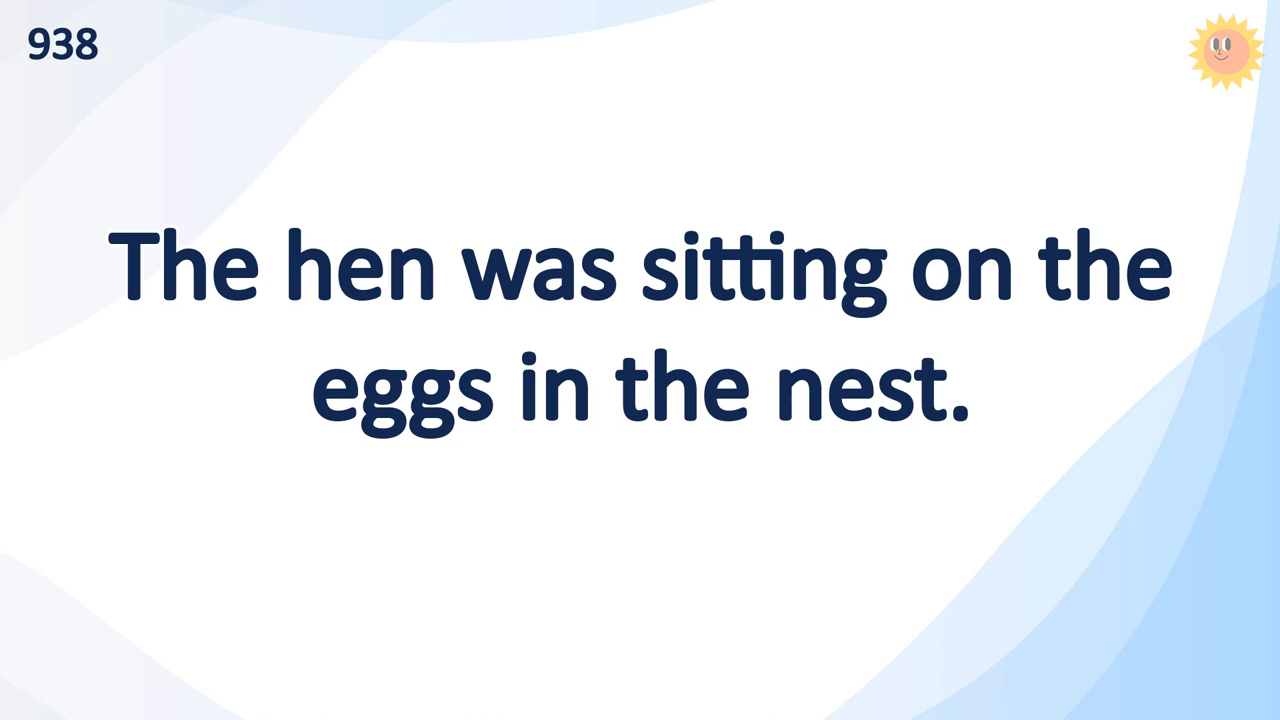 938
The hen was sitting on the
eggs in the nest.